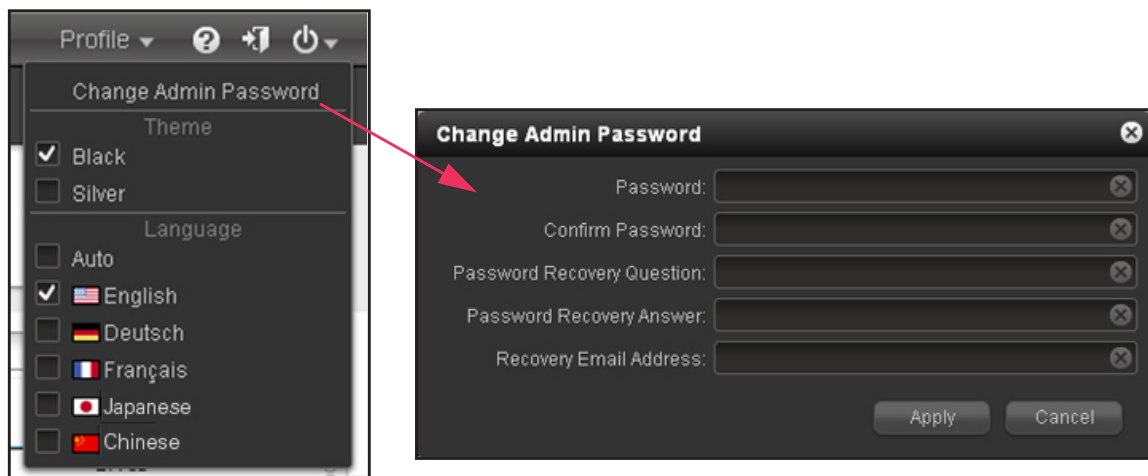 Profile
Change Admin Password
Theme
Black
Silver
Language
Auto
English
Deutsch
Français
Japanese
Chinese
Change Admin Password
Password:
Confirm Password:
Password Recovery Question:
Password Recovery Answer:
Recovery Email Address:
Apply Cancel